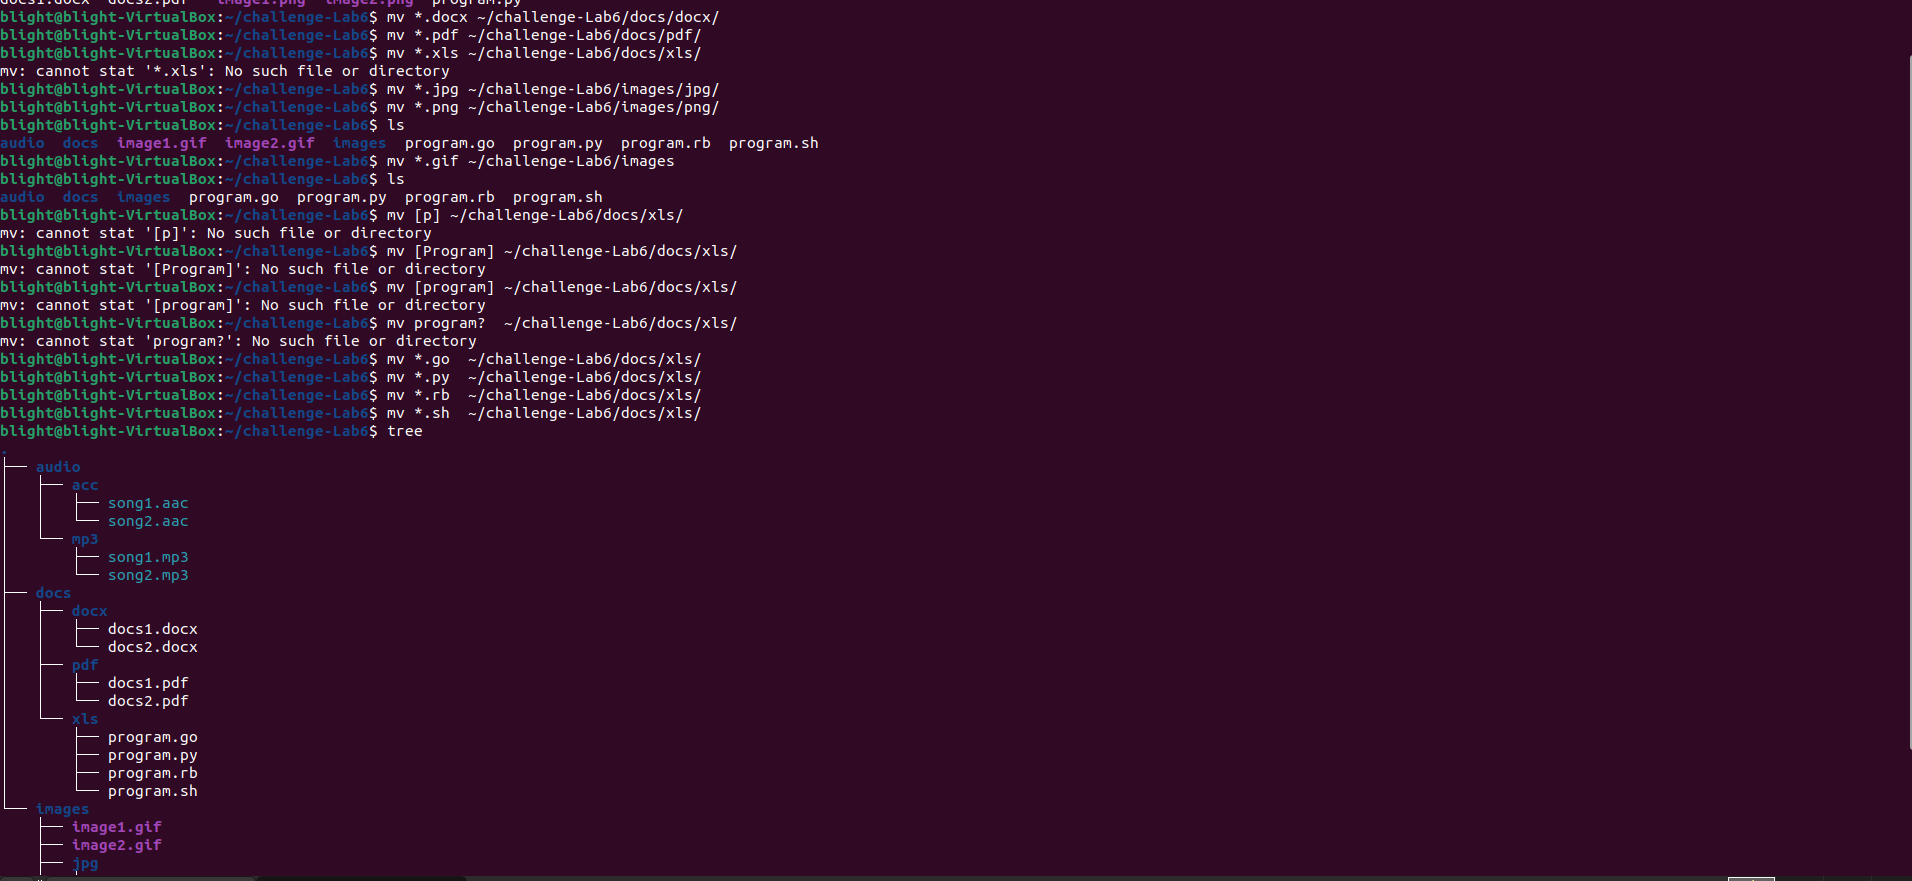 docs1.docx  docs2.pdf  image1.png  image2.png  program.py
blight@blight-VirtualBox:~/challenge-Lab6$ mv *.docx ~/challenge-Lab6/docs/docx/
blight@blight-VirtualBox:~/challenge-Lab6$ mv *.pdf ~/challenge-Lab6/docs/pdf/
blight@blight-VirtualBox:~/challenge-Lab6$ mv *.xls ~/challenge-Lab6/docs/xls/
mv: cannot stat '*.xls': No such file or directory
blight@blight-VirtualBox:~/challenge-Lab6$ mv *.jpg ~/challenge-Lab6/images/jpg/
blight@blight-VirtualBox:~/challenge-Lab6$ mv *.png ~/challenge-Lab6/images/png/
blight@blight-VirtualBox:~/challenge-Lab6$ ls
audio  docs  image1.gif  image2.gif  images  program.go  program.py  program.rb  program.sh
blight@blight-VirtualBox:~/challenge-Lab6$ mv *.gif ~/challenge-Lab6/images
blight@blight-VirtualBox:~/challenge-Lab6$ ls
audio  docs  images  program.go  program.py  program.rb  program.sh
blight@blight-VirtualBox:~/challenge-Lab6$ mv [p] ~/challenge-Lab6/docs/xls/
mv: cannot stat '[p]': No such file or directory
blight@blight-VirtualBox:~/challenge-Lab6$ mv [Program] ~/challenge-Lab6/docs/xls/
mv: cannot stat '[Program]': No such file or directory
blight@blight-VirtualBox:~/challenge-Lab6$ mv [program] ~/challenge-Lab6/docs/xls/
mv: cannot stat '[program]': No such file or directory
blight@blight-VirtualBox:~/challenge-Lab6$ mv program?  ~/challenge-Lab6/docs/xls/
mv: cannot stat 'program?': No such file or directory
blight@blight-VirtualBox:~/challenge-Lab6$ mv *.go  ~/challenge-Lab6/docs/xls/
blight@blight-VirtualBox:~/challenge-Lab6$ mv *.py  ~/challenge-Lab6/docs/xls/
blight@blight-VirtualBox:~/challenge-Lab6$ mv *.rb  ~/challenge-Lab6/docs/xls/
blight@blight-VirtualBox:~/challenge-Lab6$ mv *.sh  ~/challenge-Lab6/docs/xls/
blight@blight-VirtualBox:~/challenge-Lab6$ tree
.
├── audio
│   ├── acc
│   │   ├── song1.aac
│   │   └── song2.aac
│   └── mp3
│       ├── song1.mp3
│       └── song2.mp3
├── docs
│   ├── docx
│   │   ├── docs1.docx
│   │   └── docs2.docx
│   ├── pdf
│   │   ├── docs1.pdf
│   │   └── docs2.pdf
│   └── xls
│       ├── program.go
│       ├── program.py
│       ├── program.rb
│       └── program.sh
└── images
    ├── image1.gif
    ├── image2.gif
    ├── jpg